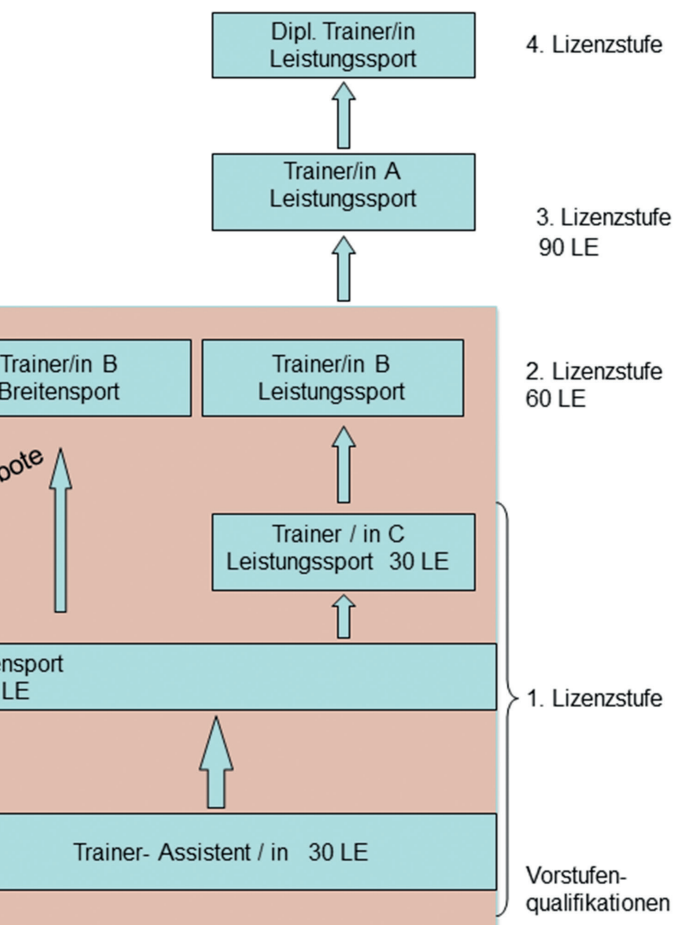 Dipl. Trainer/in
Leistungssport
4. Lizenzstufe
Trainer/in A
Leistungssport
3. Lizenzstufe
90 LE
Trainer/in B
Breitensport
Trainer/in B
Leistungssport
2. Lizenzstufe
60 LE
bote
Trainer / in C
Leistungssport 30 LE
ensport
LE
1. Lizenzstufe
Trainer- Assistent / in 30 LE
Vorstufen-
qualifikationen